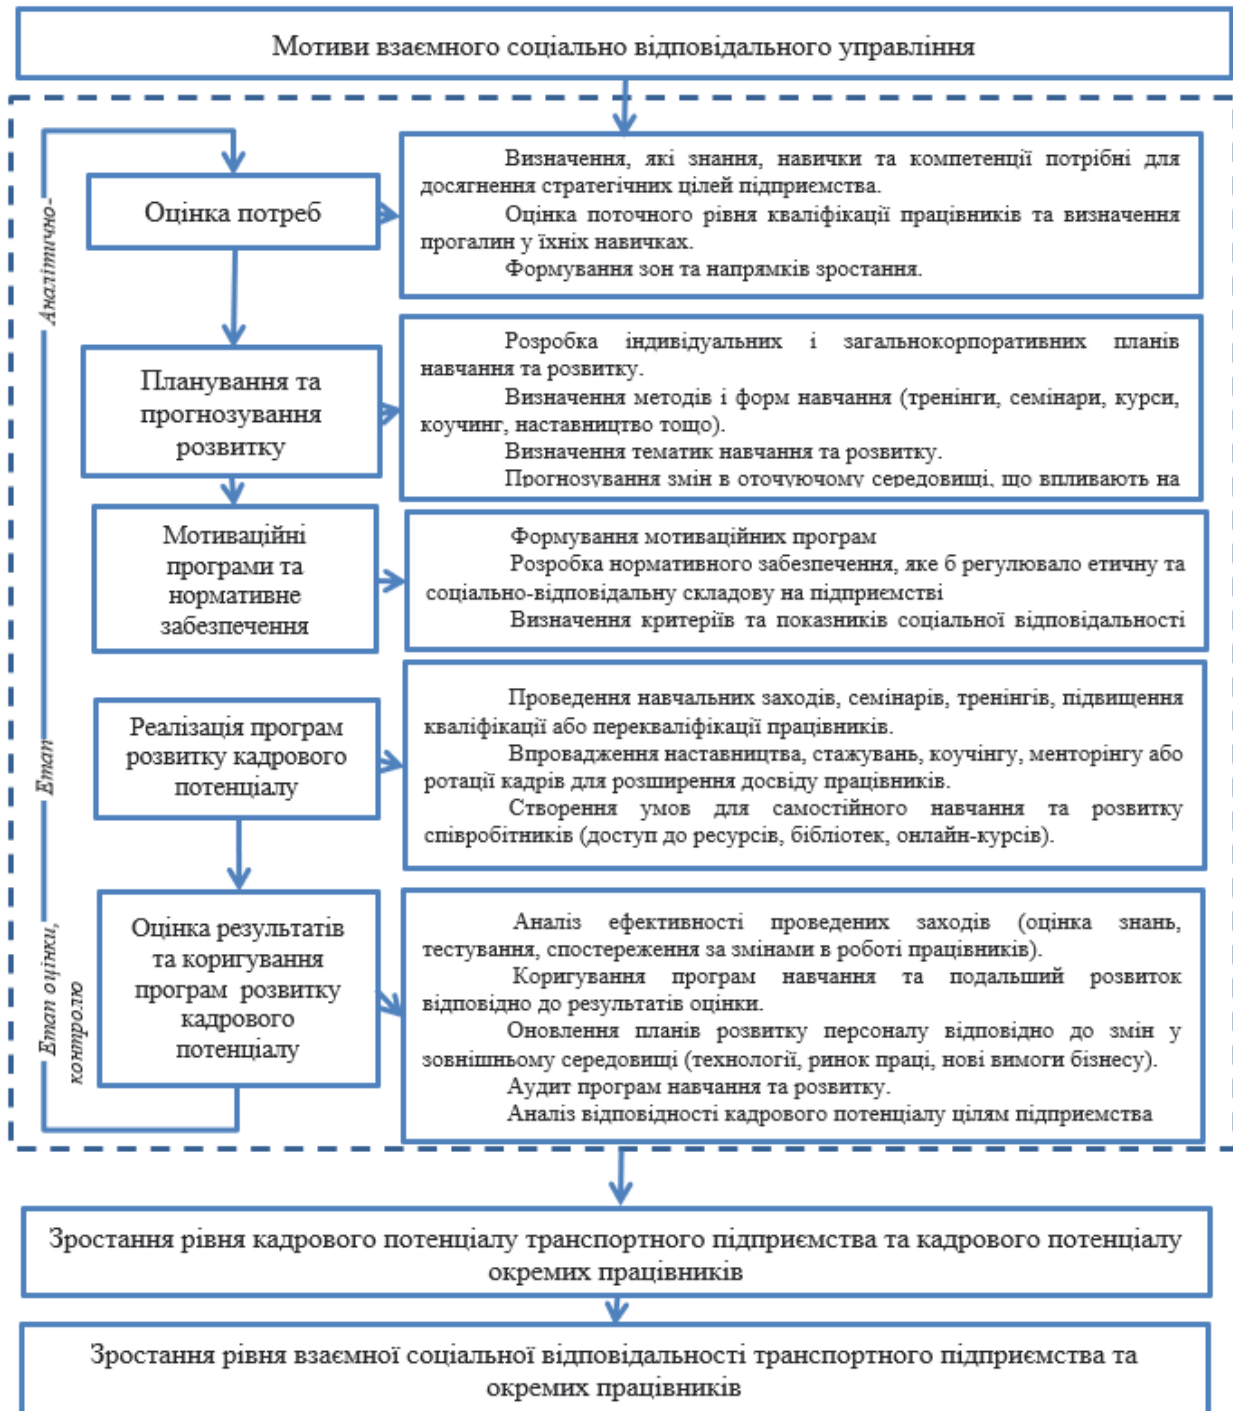 Мотиви взаємного соціально відповідального управління
Аналітично-
Оцінка потреб
Визначення, які знання, навички та компетенції потрібні для
досягнення стратегічних цілей підприємства.
Оцінка поточного рівня кваліфікації працівників та визначення
прогалин у їхніх навичках.
Формування зон та напрямків зростання.
Планування та
прогнозування
розвитку
Розробка індивідуальних і загальнокорпоративних планів
навчання та розвитку.
Визначення методів і форм навчання (тренінги, семінари, курси,
коучинг, наставництво тощо).
Визначення тематик навчання та розвитку.
Прогнозування змін в оточуючому середовищі, що впливають на
Мотиваційні
програми та
нормативне
забезпечення
Формування мотиваційних програм
Розробка нормативного забезпечення, яке б регулювало етичну та
соціально-відповідальну складову на підприємстві
Визначення критеріїв та показників соціальної відповідальності
Етап
Реалізація програм
розвитку кадрового
потенціалу
Проведення навчальних заходів, семінарів, тренінгів, підвищення
кваліфікації або перекваліфікації працівників.
Впровадження наставництва, стажувань, коучінгу, менторінгу або
ротації кадрів для розширення досвіду працівників.
Створення умов для самостійного навчання та розвитку
співробітників (доступ до ресурсів, бібліотек, онлайн-курсів).
Етап оцінки,
контролю
Оцінка результатів
та коригування
програм розвитку
кадрового
потенціалу
Аналіз ефективності проведених заходів (оцінка знань,
тестування, спостереження за змінами в роботі працівників).
Коригування програм навчання та подальший розвиток
відповідно до результатів оцінки.
Оновлення планів розвитку персоналу відповідно до змін у
зовнішньому середовищі (технології, ринок праці, нові вимоги бізнесу).
Аудит програм навчання та розвитку.
Аналіз відповідності кадрового потенціалу цілям підприємства
Зростання рівня кадрового потенціалу транспортного підприємства та кадрового потенціалу
окремих працівників
Зростання рівня взаємної соціальної відповідальності транспортного підприємства та
окремих працівників